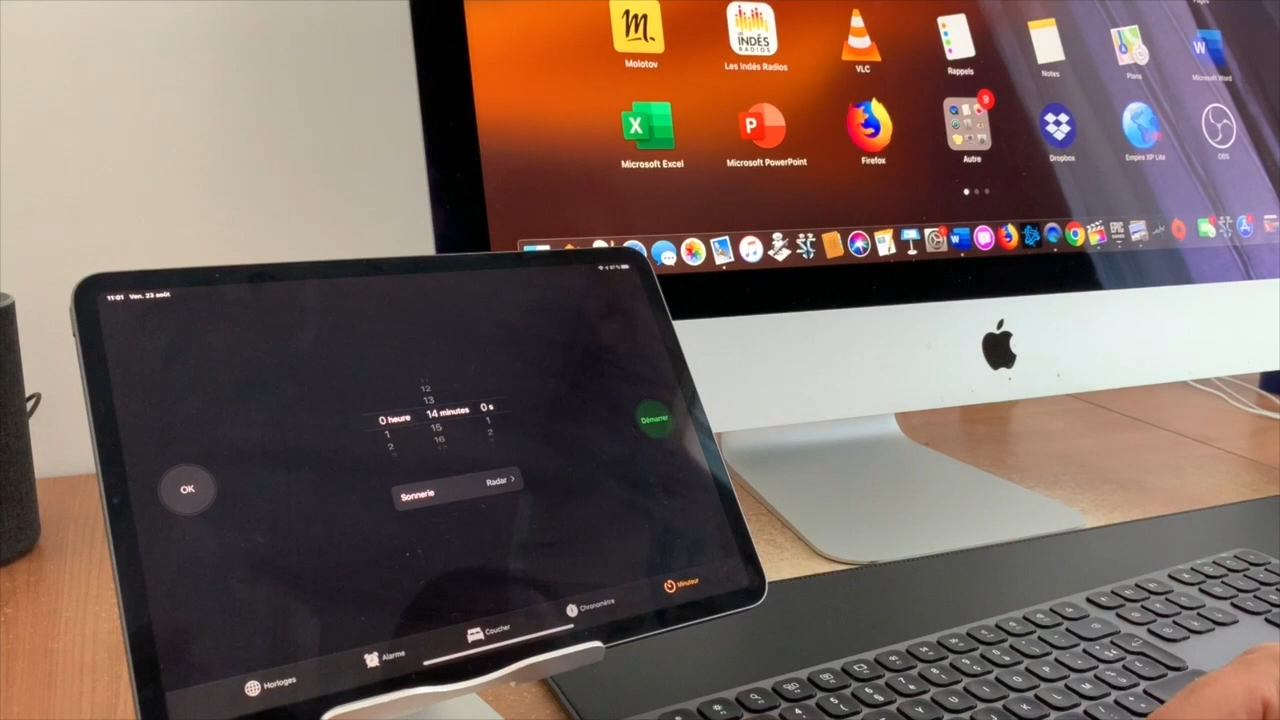 Molotov
Les Indés Radios
VLC
Rappels
Notes
Plans
Microsoft Word
Microsoft Excel
Microsoft PowerPoint
Firefox
Autre
9
Dropbox
Empire XP Lite
OBS
m.
LES
INDÉS
RADIOS
W
X
P
EPIC
11:01 Ven. 23 août
12
13
0 heure 14 minutes 0 s
1 15 1
2 16 2
Démarrer
OK
Sonnerie Radar
Horloges
Alarme
Coucher
Chronomètre
Minuteur